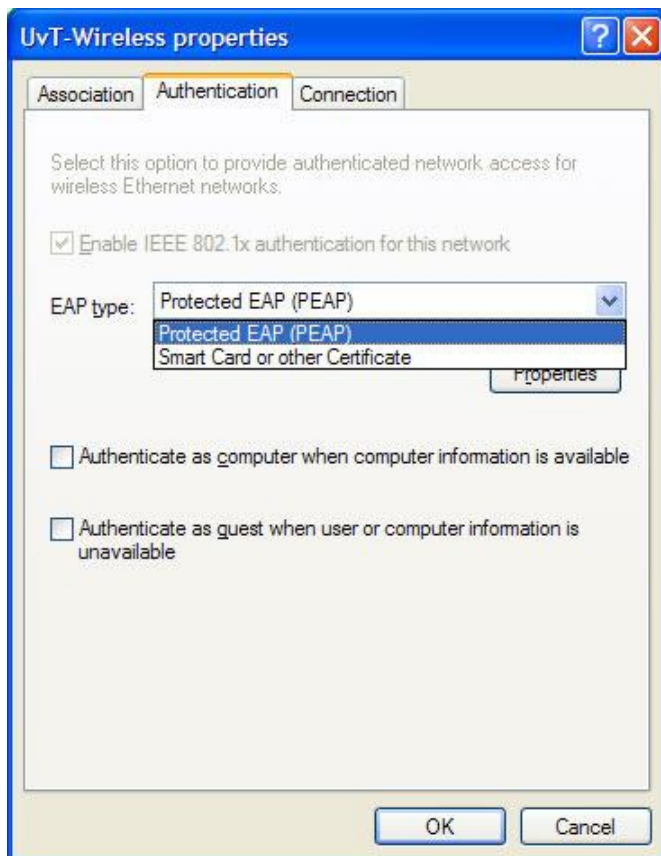 UvT-Wireless properties
Association Authentication Connection
Select this option to provide authenticated network access for
wireless Ethernet networks.
Enable IEEE 802.1x authentication for this network
EAP type: Protected EAP (PEAP)
Protected EAP (PEAP)
Smart Card or other Certificate
Properties
Authenticate as computer when computer information is available
Authenticate as guest when user or computer information is
unavailable
OK Cancel